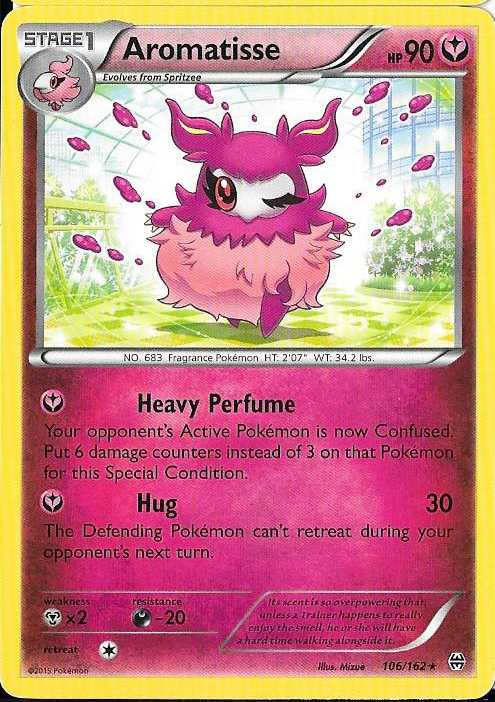 STAGE1
Aromatisse
HP 90
Evolves from Spritzee
NO. 683 Fragrance Pokémon HT: 2'07" WT: 34.2 lbs.
Heavy Perfume
Your opponent's Active Pokémon is now Confused.
Put 6 damage counters instead of 3 on that Pokémon
for this Special Condition.
Hug 30
The Defending Pokémon can't retreat during your
opponent's next turn.
weakness resistance
×2 -20
retreat
Its scent is so overpowering that,
unless a Trainer happens to really
enjoy the smell, he or she will have
a hard time walking alongside it.
©2015 Pokémon
Illus. Mizue 106/162★